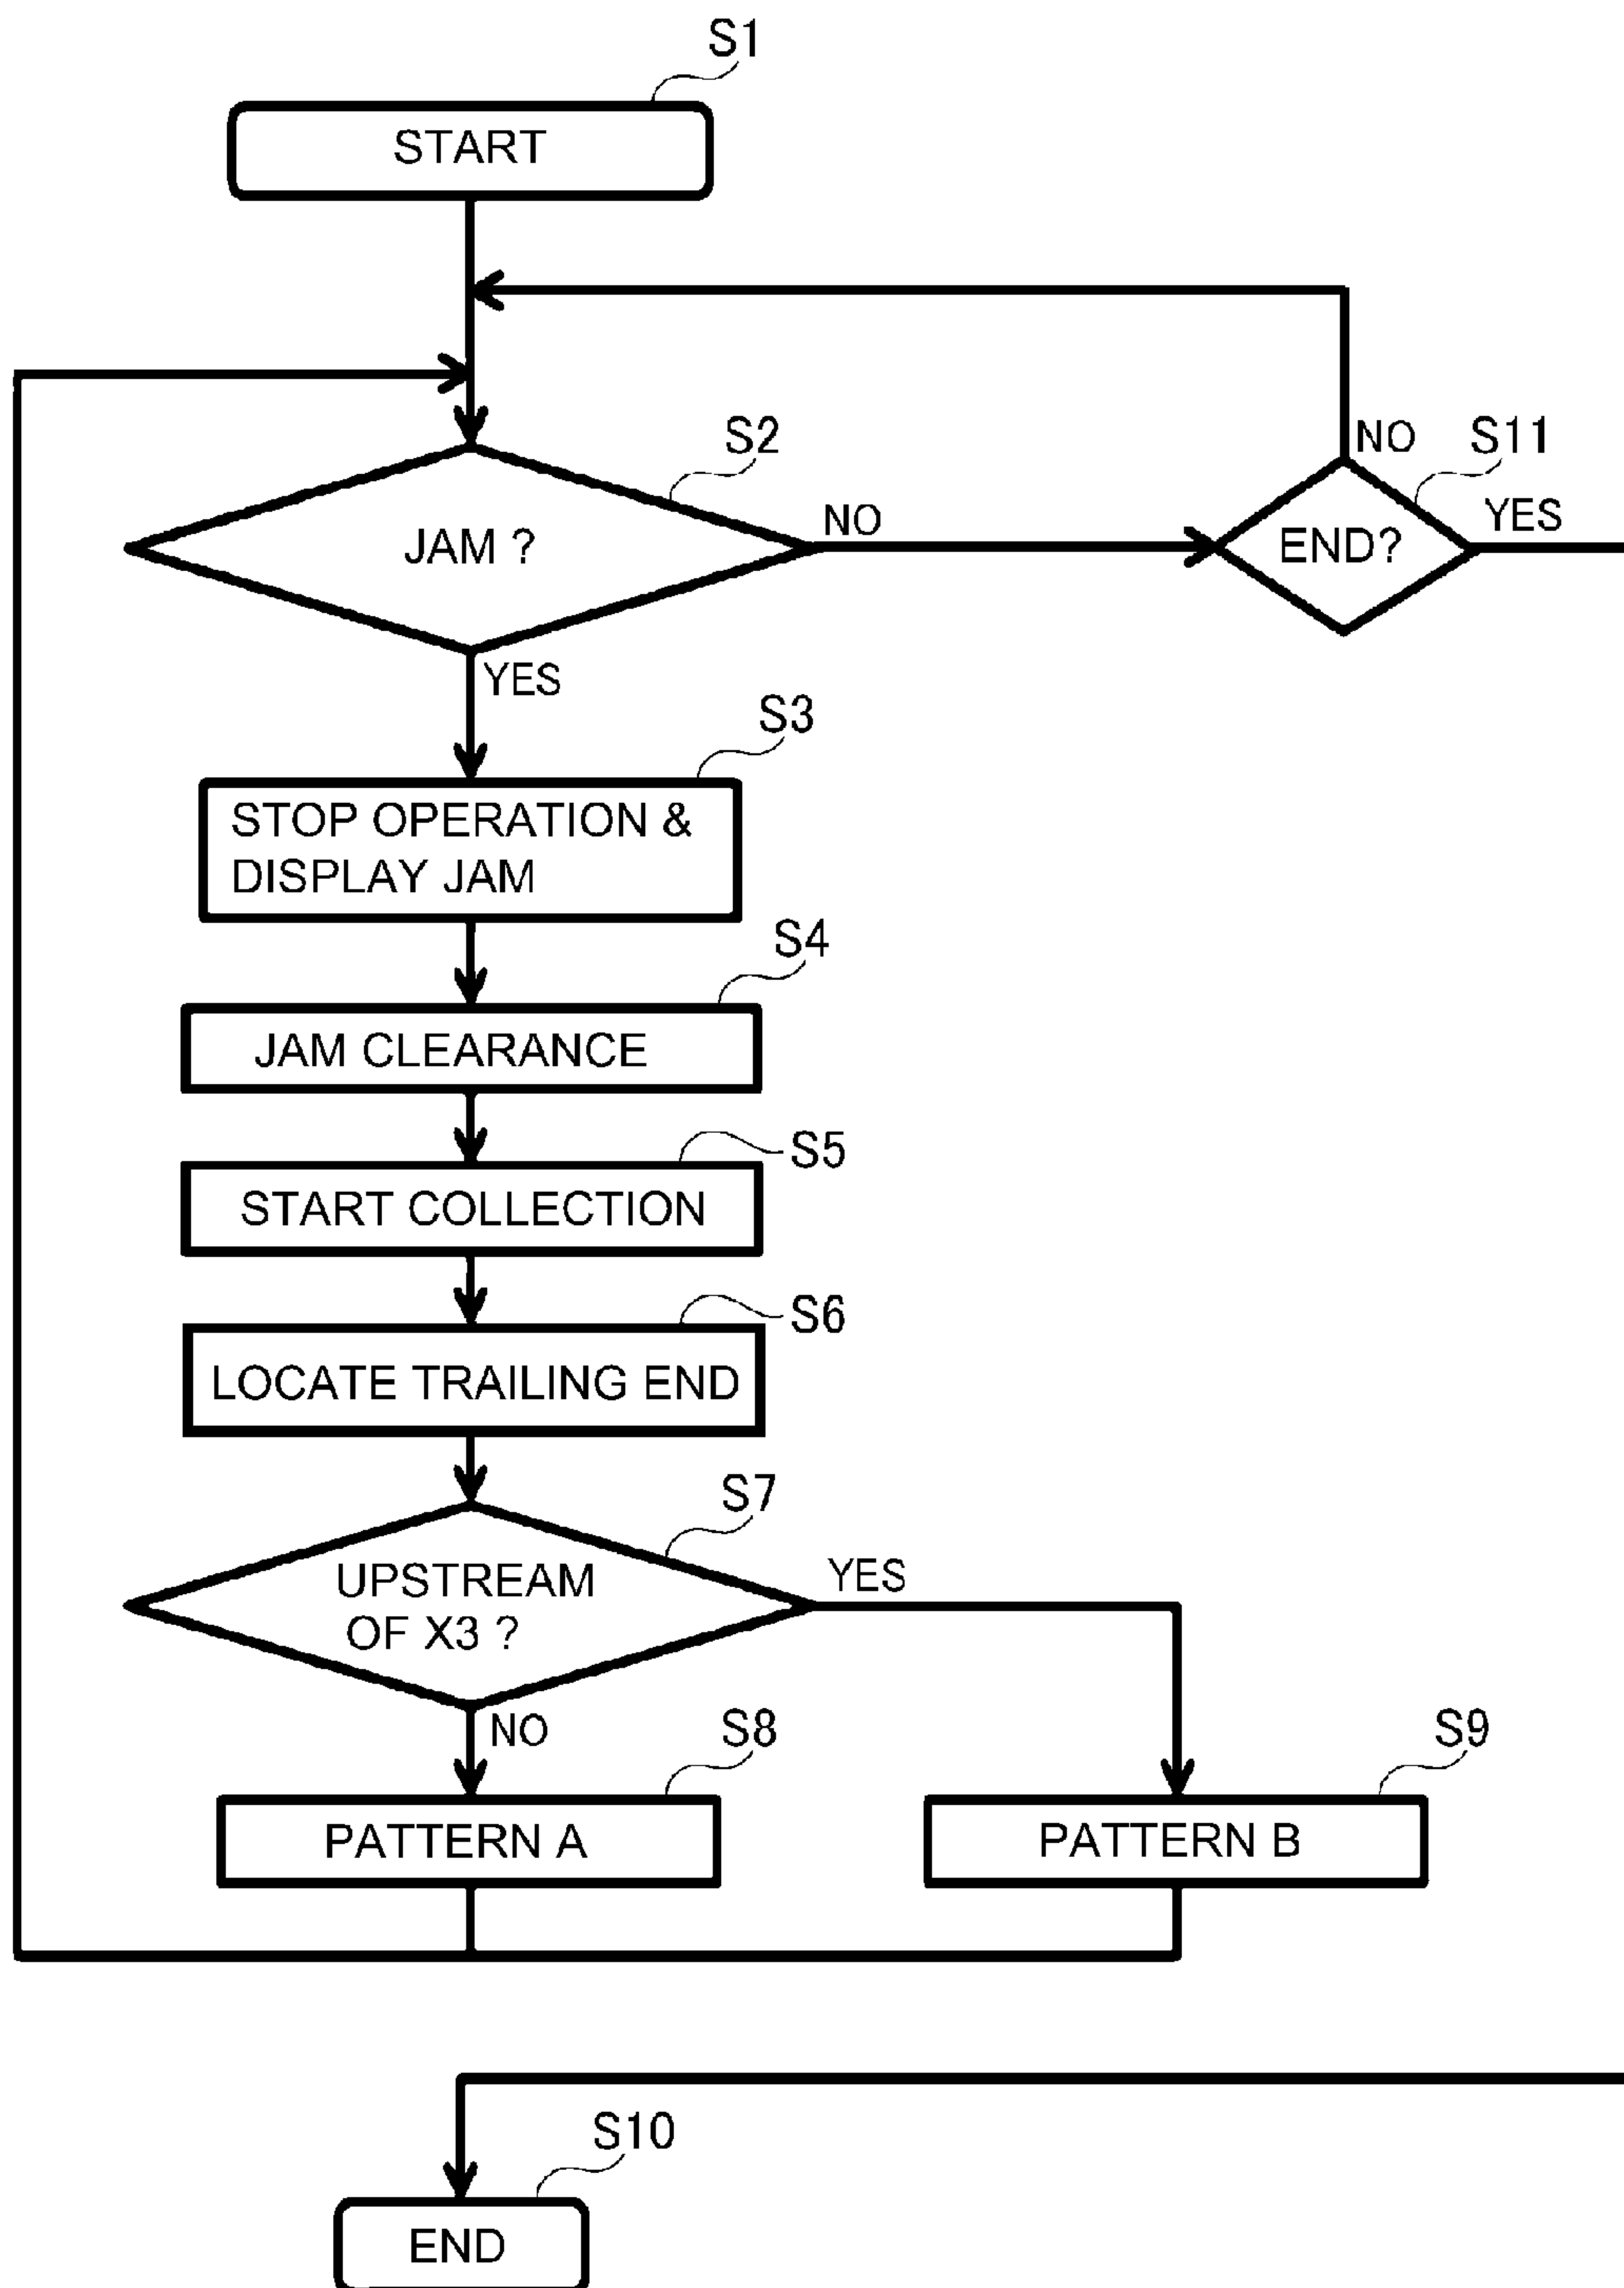 S1
START
S2
NO
S11
JAM ?
NO
END?
YES
YES
S3
STOP OPERATION &
DISPLAY JAM
S4
JAM CLEARANCE
S5
START COLLECTION
S6
LOCATE TRAILING END
S7
UPSTREAM
OF X3 ?
YES
NO
S8
S9
PATTERN A
PATTERN B
S10
END